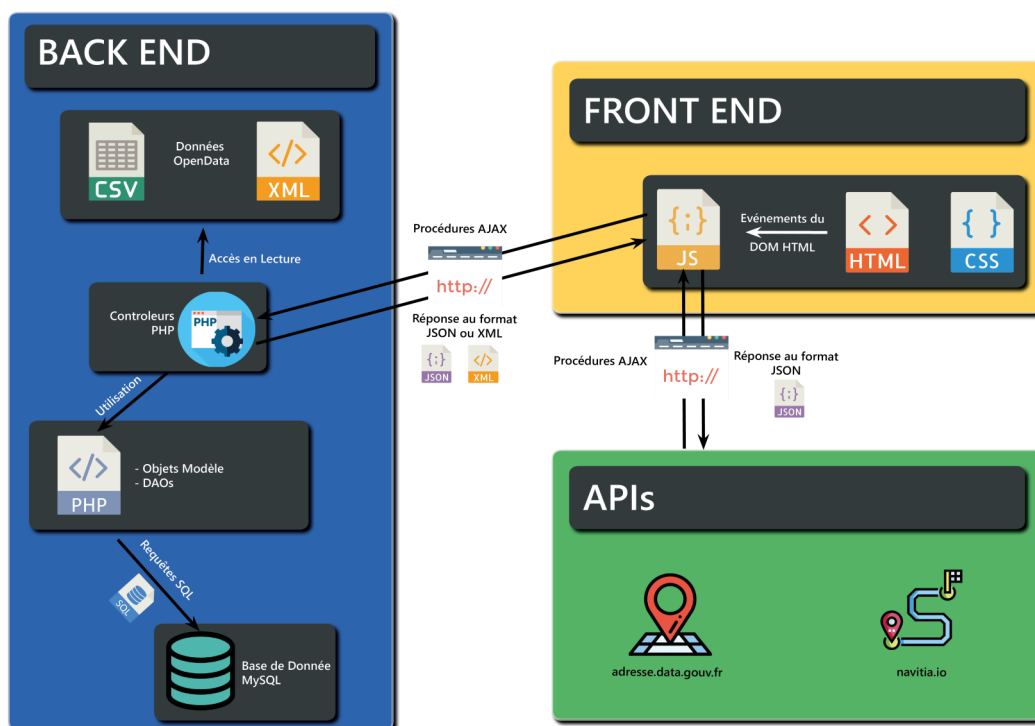 BACK END
CSV
Données
OpenData
XML
Accès en Lecture
Controleurs
PHP
PHP
Utilisation
PHP
- Objets Modèle
- DAOs
Requêtes SQL
SQL
Base de Donnée
MySQL
Procédures AJAX
http://
Réponse au format
JSON ou XML
JSON
XML
FRONT END
JS
Evénements du
DOM HTML
HTML
CSS
Procédures AJAX
http://
Réponse au format
JSON
JSON
APIs
adresse.data.gouv.fr
navitia.io